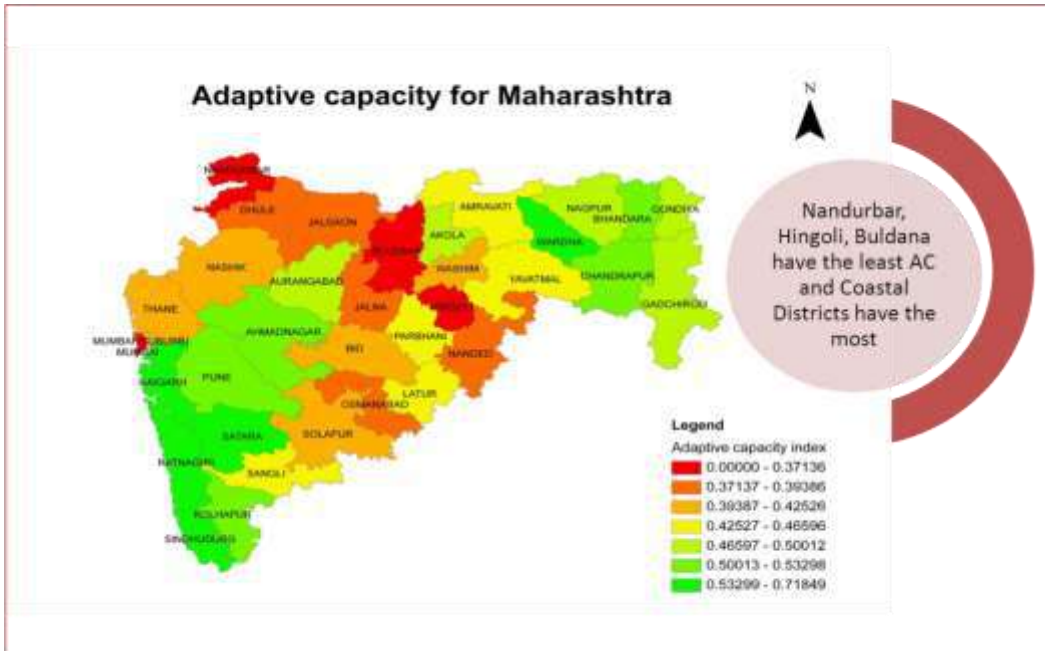 Adaptive capacity for Maharashtra
N
DHULE
JALGAON
AMRAVATI
NAGPUR
BHANDARA
GONDIYA
AKOLA
WARDHA
NASHIK
WASHIM
AURANGABAD
YAVATMAL
CHANDRAPUR
THANE
JALNA
GADCHIROLI
AHMADNAGAR
PARBHANI
MUMBAI
BID
NANDED
PUNE
LATUR
OSMANABAD
SATARA
SOLAPUR
SANGLI
KOLHAPUR
Nandurbar,
Hingoli, Buldana
have the least AC
and Coastal
Districts have the
most
Legend
Adaptive capacity index
0.00000 - 0.37136
0.37137 - 0.39386
0.39387 - 0.42526
0.42527 - 0.46596
0.46597 - 0.50012
0.50013 - 0.53298
0.53299 - 0.71849